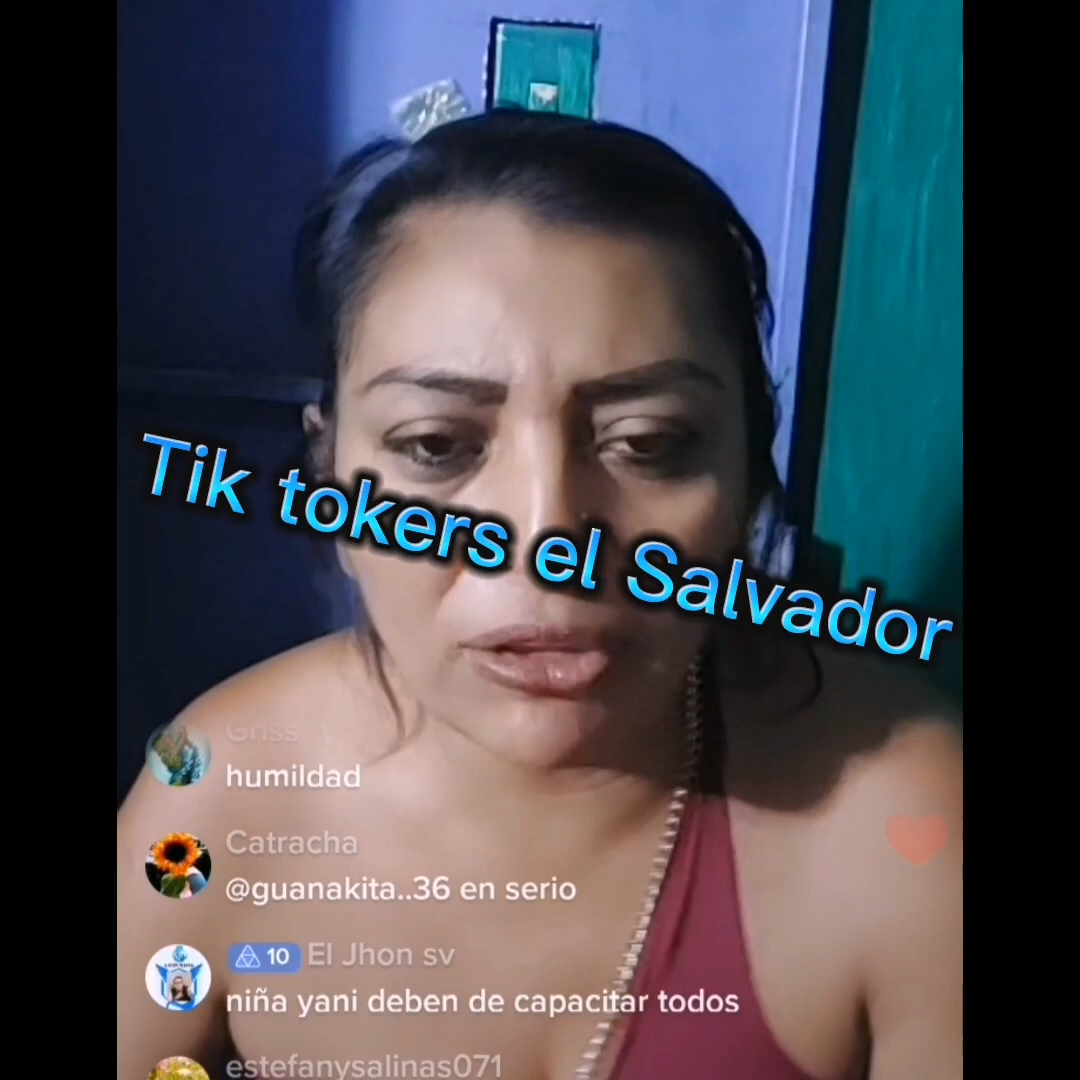 Tik tokers el Salvador
Griss
humildad
Catracha
@guanakita..36 en serio
10 El Jhon sv
niña yani deben de capacitar todos
estefanysalinas071